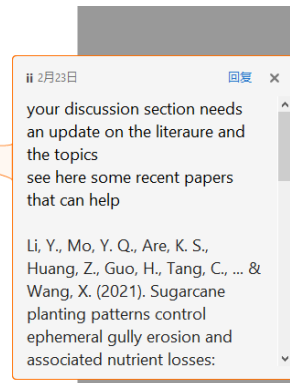 ii 2月23日 回复 ×
your discussion section needs
an update on the literaure and
the topics
see here some recent papers
that can help
Li, Y., Mo, Y. Q., Are, K. S.,
Huang, Z., Guo, H., Tang, C., ... &
Wang, X. (2021). Sugarcane
planting patterns control
ephemeral gully erosion and
associated nutrient losses: